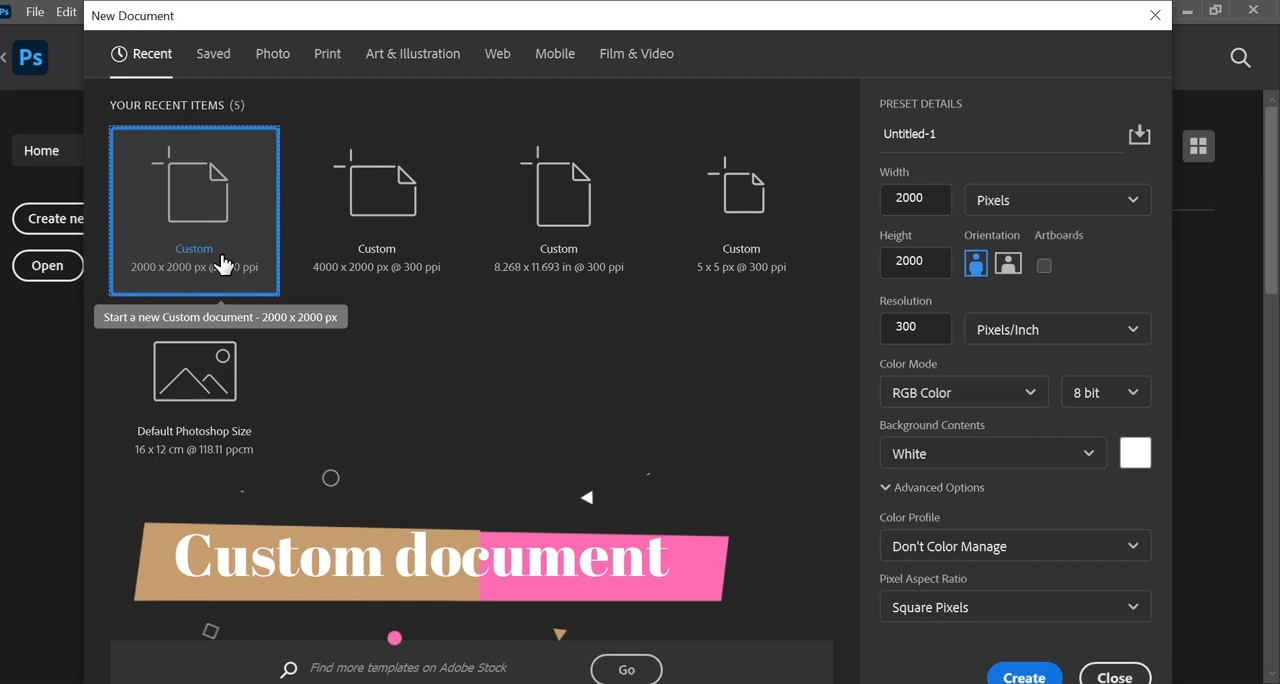 Ps File Edit
New Document
Ps
Recent Saved Photo Print Art & Illustration Web Mobile Film & Video
YOUR RECENT ITEMS (5)
Home
Create ne
Open
Custom
2000 x 2000 px @ 0 ppi
Custom
4000 x 2000 px @ 300 ppi
Custom
8.268 x 11.693 in @ 300 ppi
Custom
5 x 5 px @ 300 ppi
Start a new Custom document - 2000 x 2000 px
Default Photoshop Size
16 x 12 cm @ 118.11 ppcm
Custom document
Find more templates on Adobe Stock
Go
PRESET DETAILS
Untitled-1
Width
2000 Pixels
Height Orientation Artboards
2000
Resolution
300 Pixels/Inch
Color Mode
RGB Color 8 bit
Background Contents
White
Advanced Options
Color Profile
Don't Color Manage
Pixel Aspect Ratio
Square Pixels
Create Close